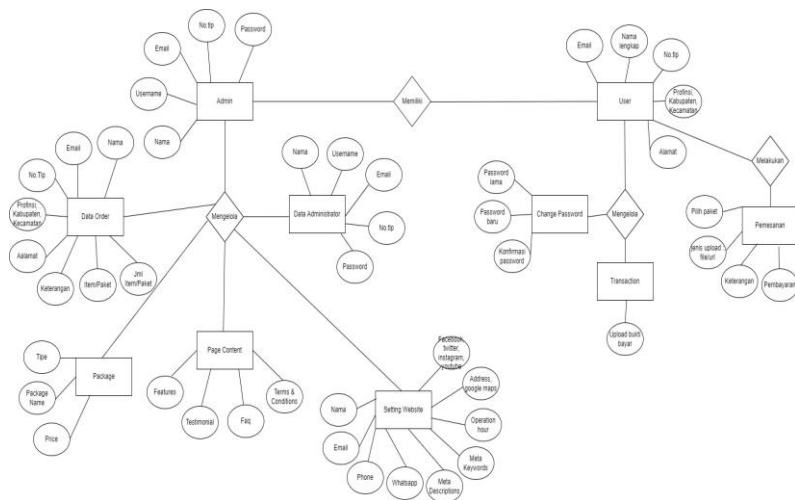 No.tlp
Password
Email
Username
Nama
Admin
Memiliki
Email
Nama
lengkap
No.tlp
User
Profinsi,
Kabupaten,
Kecamatan
Alamat
Melakukan
Email
Nama
No.Tlp
Profinsi,
Kabupaten,
Kecamatan
Data Order
Aalamat
Keterangan
Item/Paket
Jml
Item/Paket
Mengelola
Nama
Username
Email
Data Administrator
No.tlp
Password
Password
lama
Password
baru
Konfirmasi
password
Change Password
Mengelola
Transaction
Upload bukti
bayar
Pilih paket
Pemesanan
jenis upload :
file/url
Keterangan
Pembayaran
Tipe
Package
Name
Package
Price
Page Content
Features
Testimonial
Faq
Terms &
Conditions
Facebook,
twitter,
instagram,
youtube
Address,
google maps
Nama
Setting Website
Operation
hour
Email
Meta
Keywords
Phone
Whatsapp
Meta
Descriptions